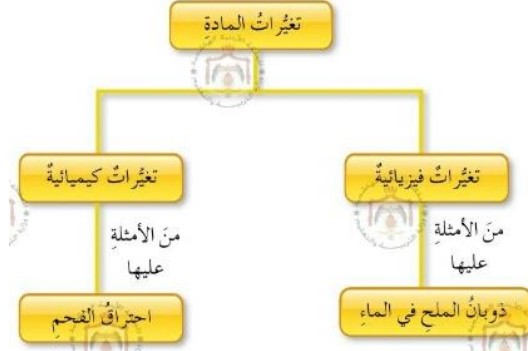 تغيُّراتُ المادةِ
تغيُّراتٌ فيزيائيةٌ
تغيُّراتٌ كيميائيةٌ
منَ الأمثلةِ
عليها
منَ الأمثلةِ
عليها
ذوبانُ الملحِ في الماءِ
احتراقُ الفحمِ